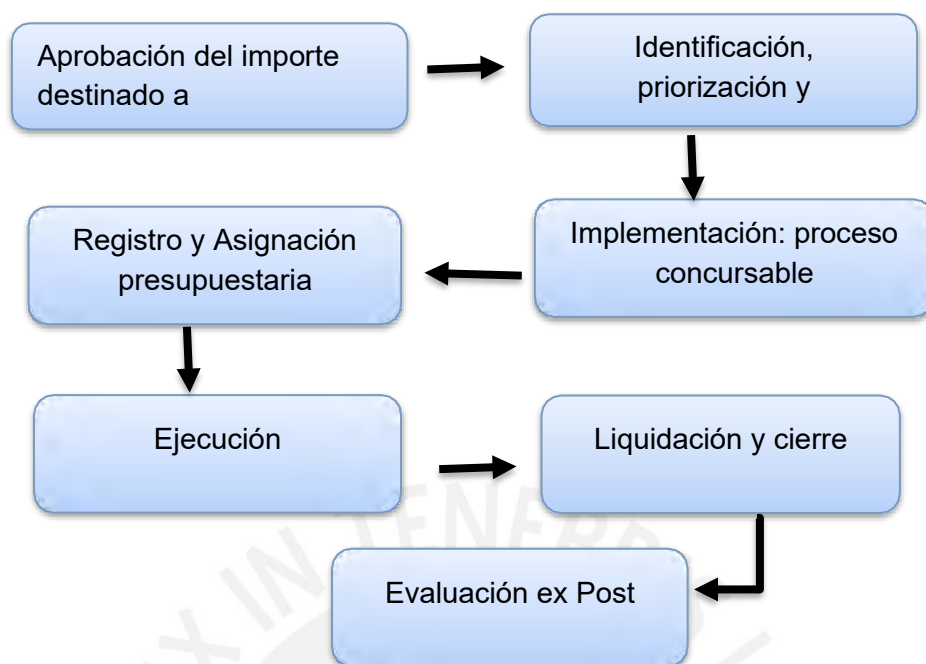 Aprobación del importe
destinado a
Identificación,
priorización y
Implementación: proceso
concursable
Registro y Asignación
presupuestaria
Ejecución
Liquidación y cierre
Evaluación ex Post